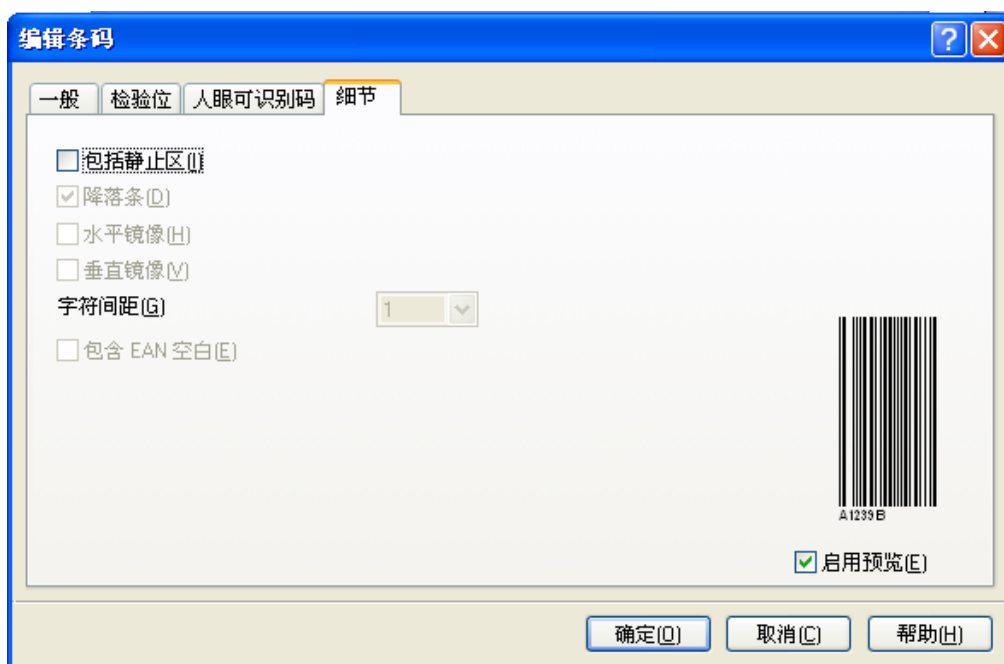 编辑条码
一般 检验位 人眼可识别码 细节
包括静止区(I)
降落条(D)
水平镜像(H)
垂直镜像(V)
字符间距(G) 1
包含 EAN 空白(E)
A1239B
启用预览(E)
确定(O) 取消(C) 帮助(H)